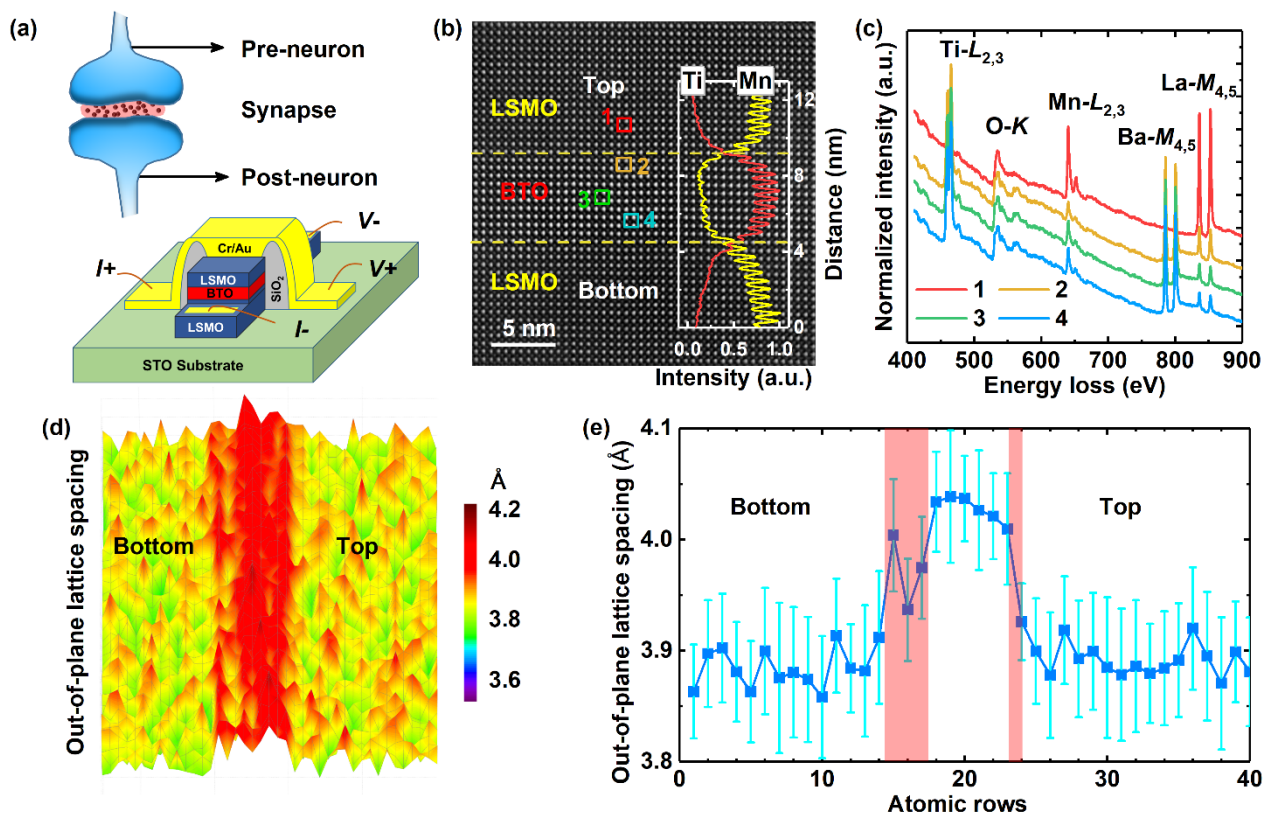 (a)
Pre-neuron
Synapse
Post-neuron
V-
Cr/Au
I+
LSMO
BTO
SiO2
V+
I-
LSMO
STO Substrate
(b)
Top
LSMO
1
2
BTO
3
4
LSMO
Bottom
5 nm
Ti
Mn
12
8
4
0
Distance (nm)
0.0 0.5 1.0
Intensity (a.u.)
(c)
Ti-L2,3
O-K
Mn-L2,3
La-M4,5
Ba-M4,5
Normalized intensity (a.u.)
1 2
3 4
400 500 600 700 800 900
Energy loss (eV)
(d)
Out-of-plane lattice spacing
Bottom
Top
Å
4.2
4.0
3.8
3.6
(e)
Out-of-plane lattice spacing (Å)
4.1
4.0
3.9
3.8
Bottom
Top
0 10 20 30 40
Atomic rows